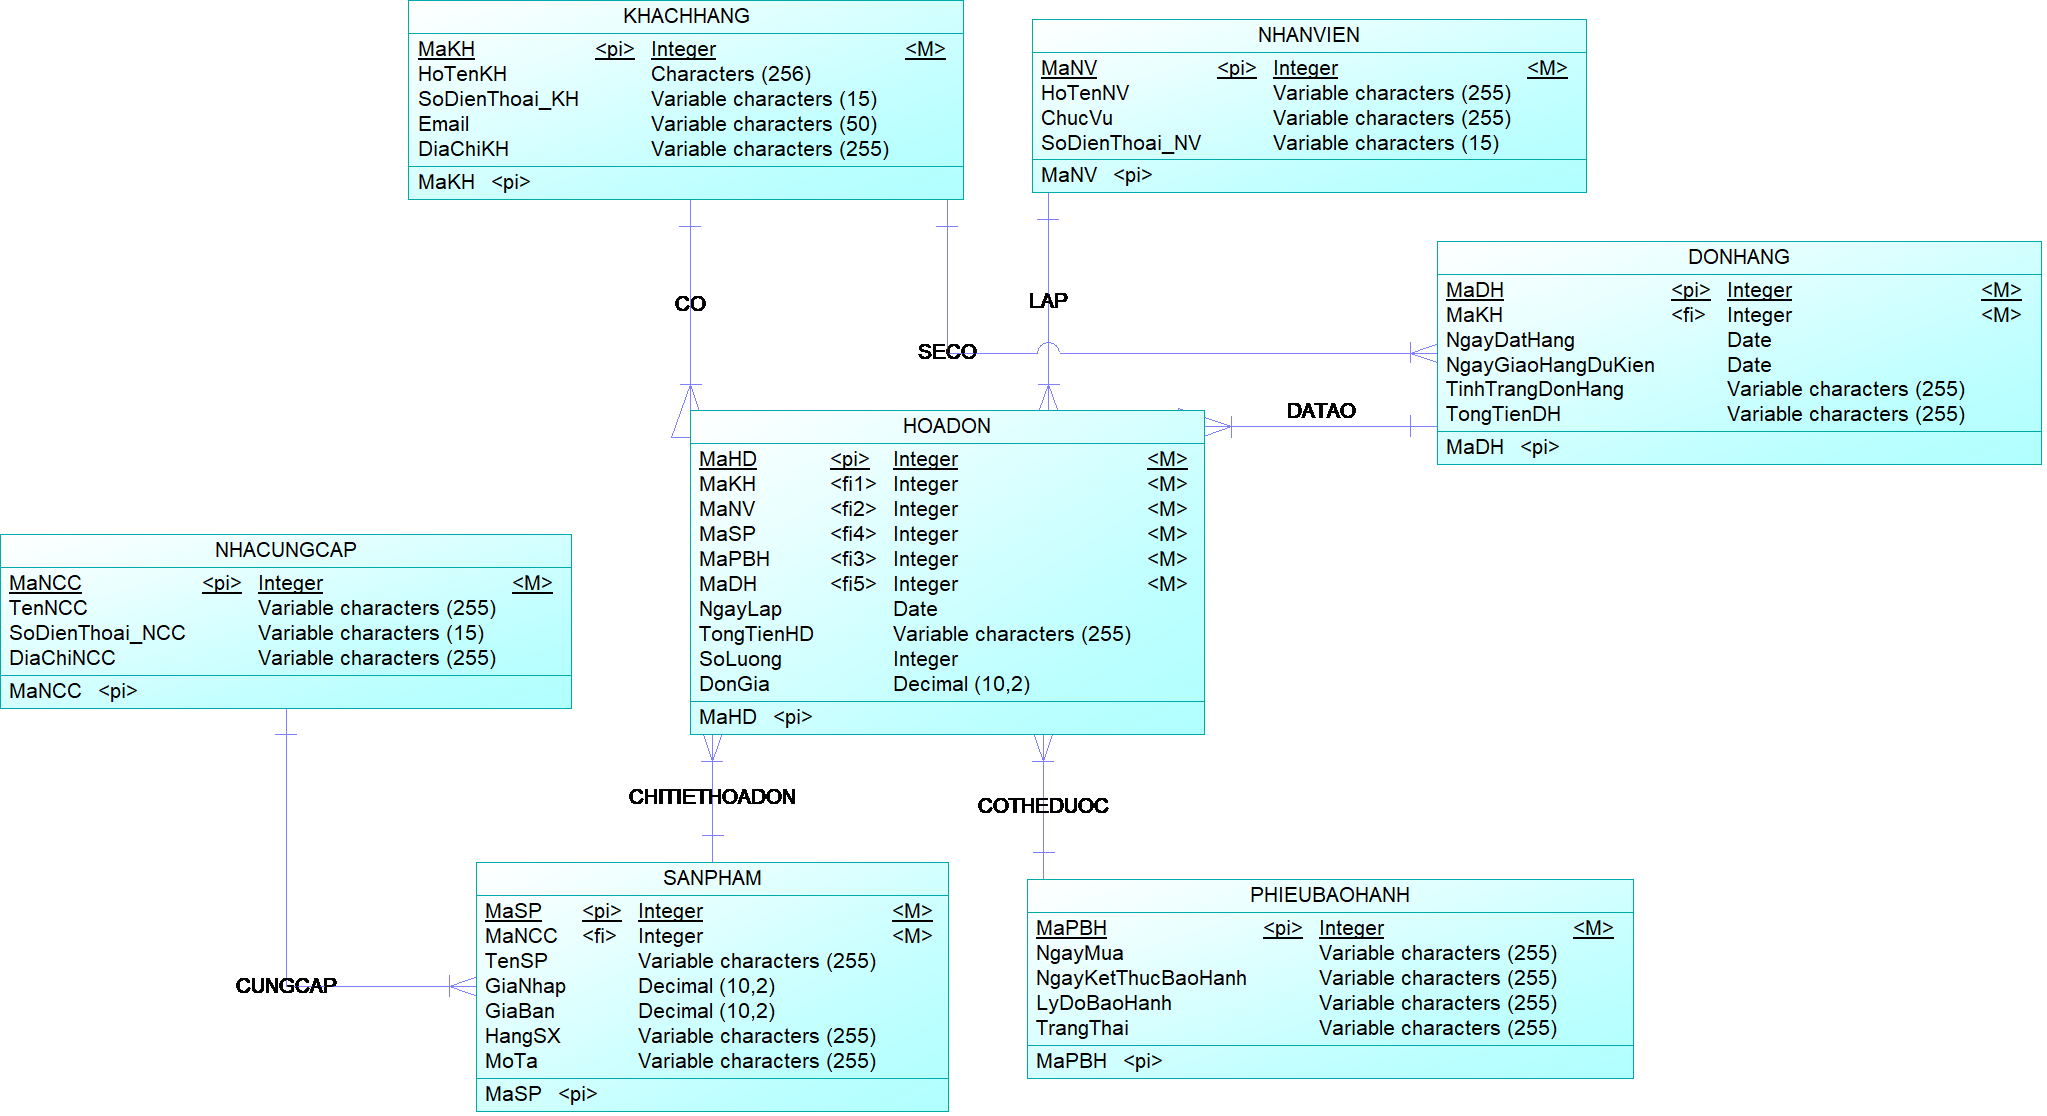 KHACHHANG
MaKH <pi> Integer <M>
HoTenKH Characters (256)
SoDienThoai_KH Variable characters (15)
Email Variable characters (50)
DiaChiKH Variable characters (255)
MaKH <pi>
NHANVIEN
MaNV <pi> Integer <M>
HoTenNV Variable characters (255)
ChucVu Variable characters (255)
SoDienThoai_NV Variable characters (15)
MaNV <pi>
CO
LAP
SECO
DATAO
DONHANG
MaDH <pi> Integer <M>
MaKH <fi> Integer <M>
NgayDatHang Date
NgayGiaoHangDuKien Date
TinhTrangDonHang Variable characters (255)
TongTienDH Variable characters (255)
MaDH <pi>
HOADON
MaHD <pi> Integer <M>
MaKH <fi1> Integer <M>
MaNV <fi2> Integer <M>
MaSP <fi4> Integer <M>
MaPBH <fi3> Integer <M>
MaDH <fi5> Integer <M>
NgayLap Date
TongTienHD Variable characters (255)
SoLuong Integer
DonGia Decimal (10,2)
MaHD <pi>
NHACUNGCAP
MaNCC <pi> Integer <M>
TenNCC Variable characters (255)
SoDienThoai_NCC Variable characters (15)
DiaChiNCC Variable characters (255)
MaNCC <pi>
CHITIETHOADON
COTHEDUOC
CUNGCAP
SANPHAM
MaSP <pi> Integer <M>
MaNCC <fi> Integer <M>
TenSP Variable characters (255)
GiaNhap Decimal (10,2)
GiaBan Decimal (10,2)
HangSX Variable characters (255)
MoTa Variable characters (255)
MaSP <pi>
PHIEUBAOHANH
MaPBH <pi> Integer <M>
NgayMua Variable characters (255)
NgayKetThucBaoHanh Variable characters (255)
LyDoBaoHanh Variable characters (255)
TrangThai Variable characters (255)
MaPBH <pi>